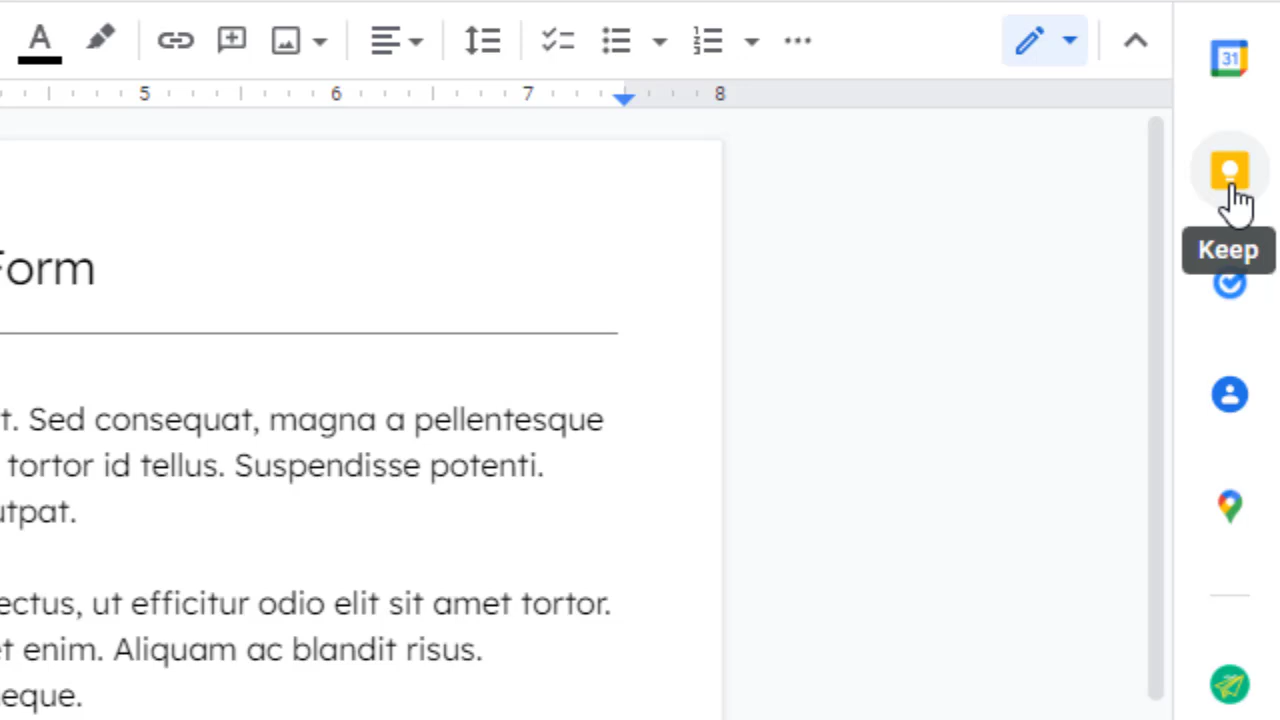 A
31
5 6 7 8
Keep
Form
t. Sed consequat, magna a pellentesque
tortor id tellus. Suspendisse potenti.
utpat.
ectus, ut efficitur odio elit sit amet tortor.
et enim. Aliquam ac blandit risus.
eque.